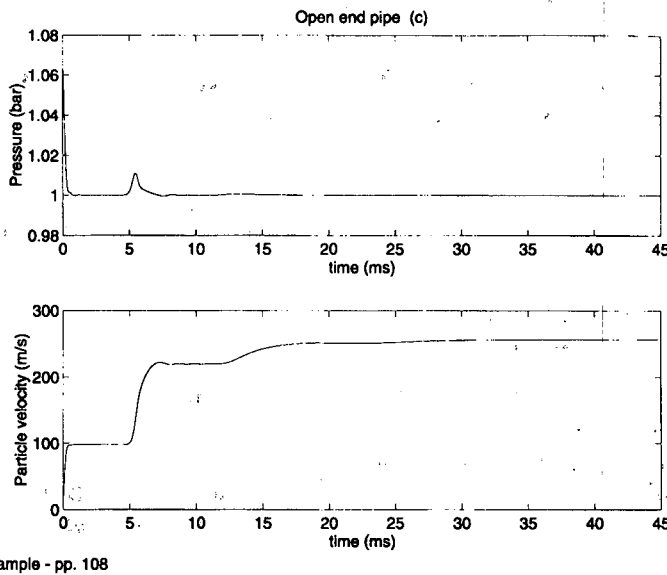 Open end pipe (c)
1.08
1.06
1.04
1.02
1
0.98
Pressure (bar)
0 5 10 15 20 25 30 35 40 45
time (ms)
300
200
100
0
Particle velocity (m/s)
0 5 10 15 20 25 30 35 40 45
time (ms)
ample - pp. 108